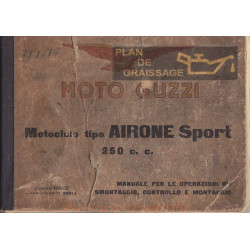 PLAN DE
GRAISSAGE
MOTO GUZZI
Motociclo tipo AIRONE Sport
250 c. c.
MANUALE PER LE OPERAZIONI DI
SMONTAGGIO, CONTROLLO E MONTAGGIO